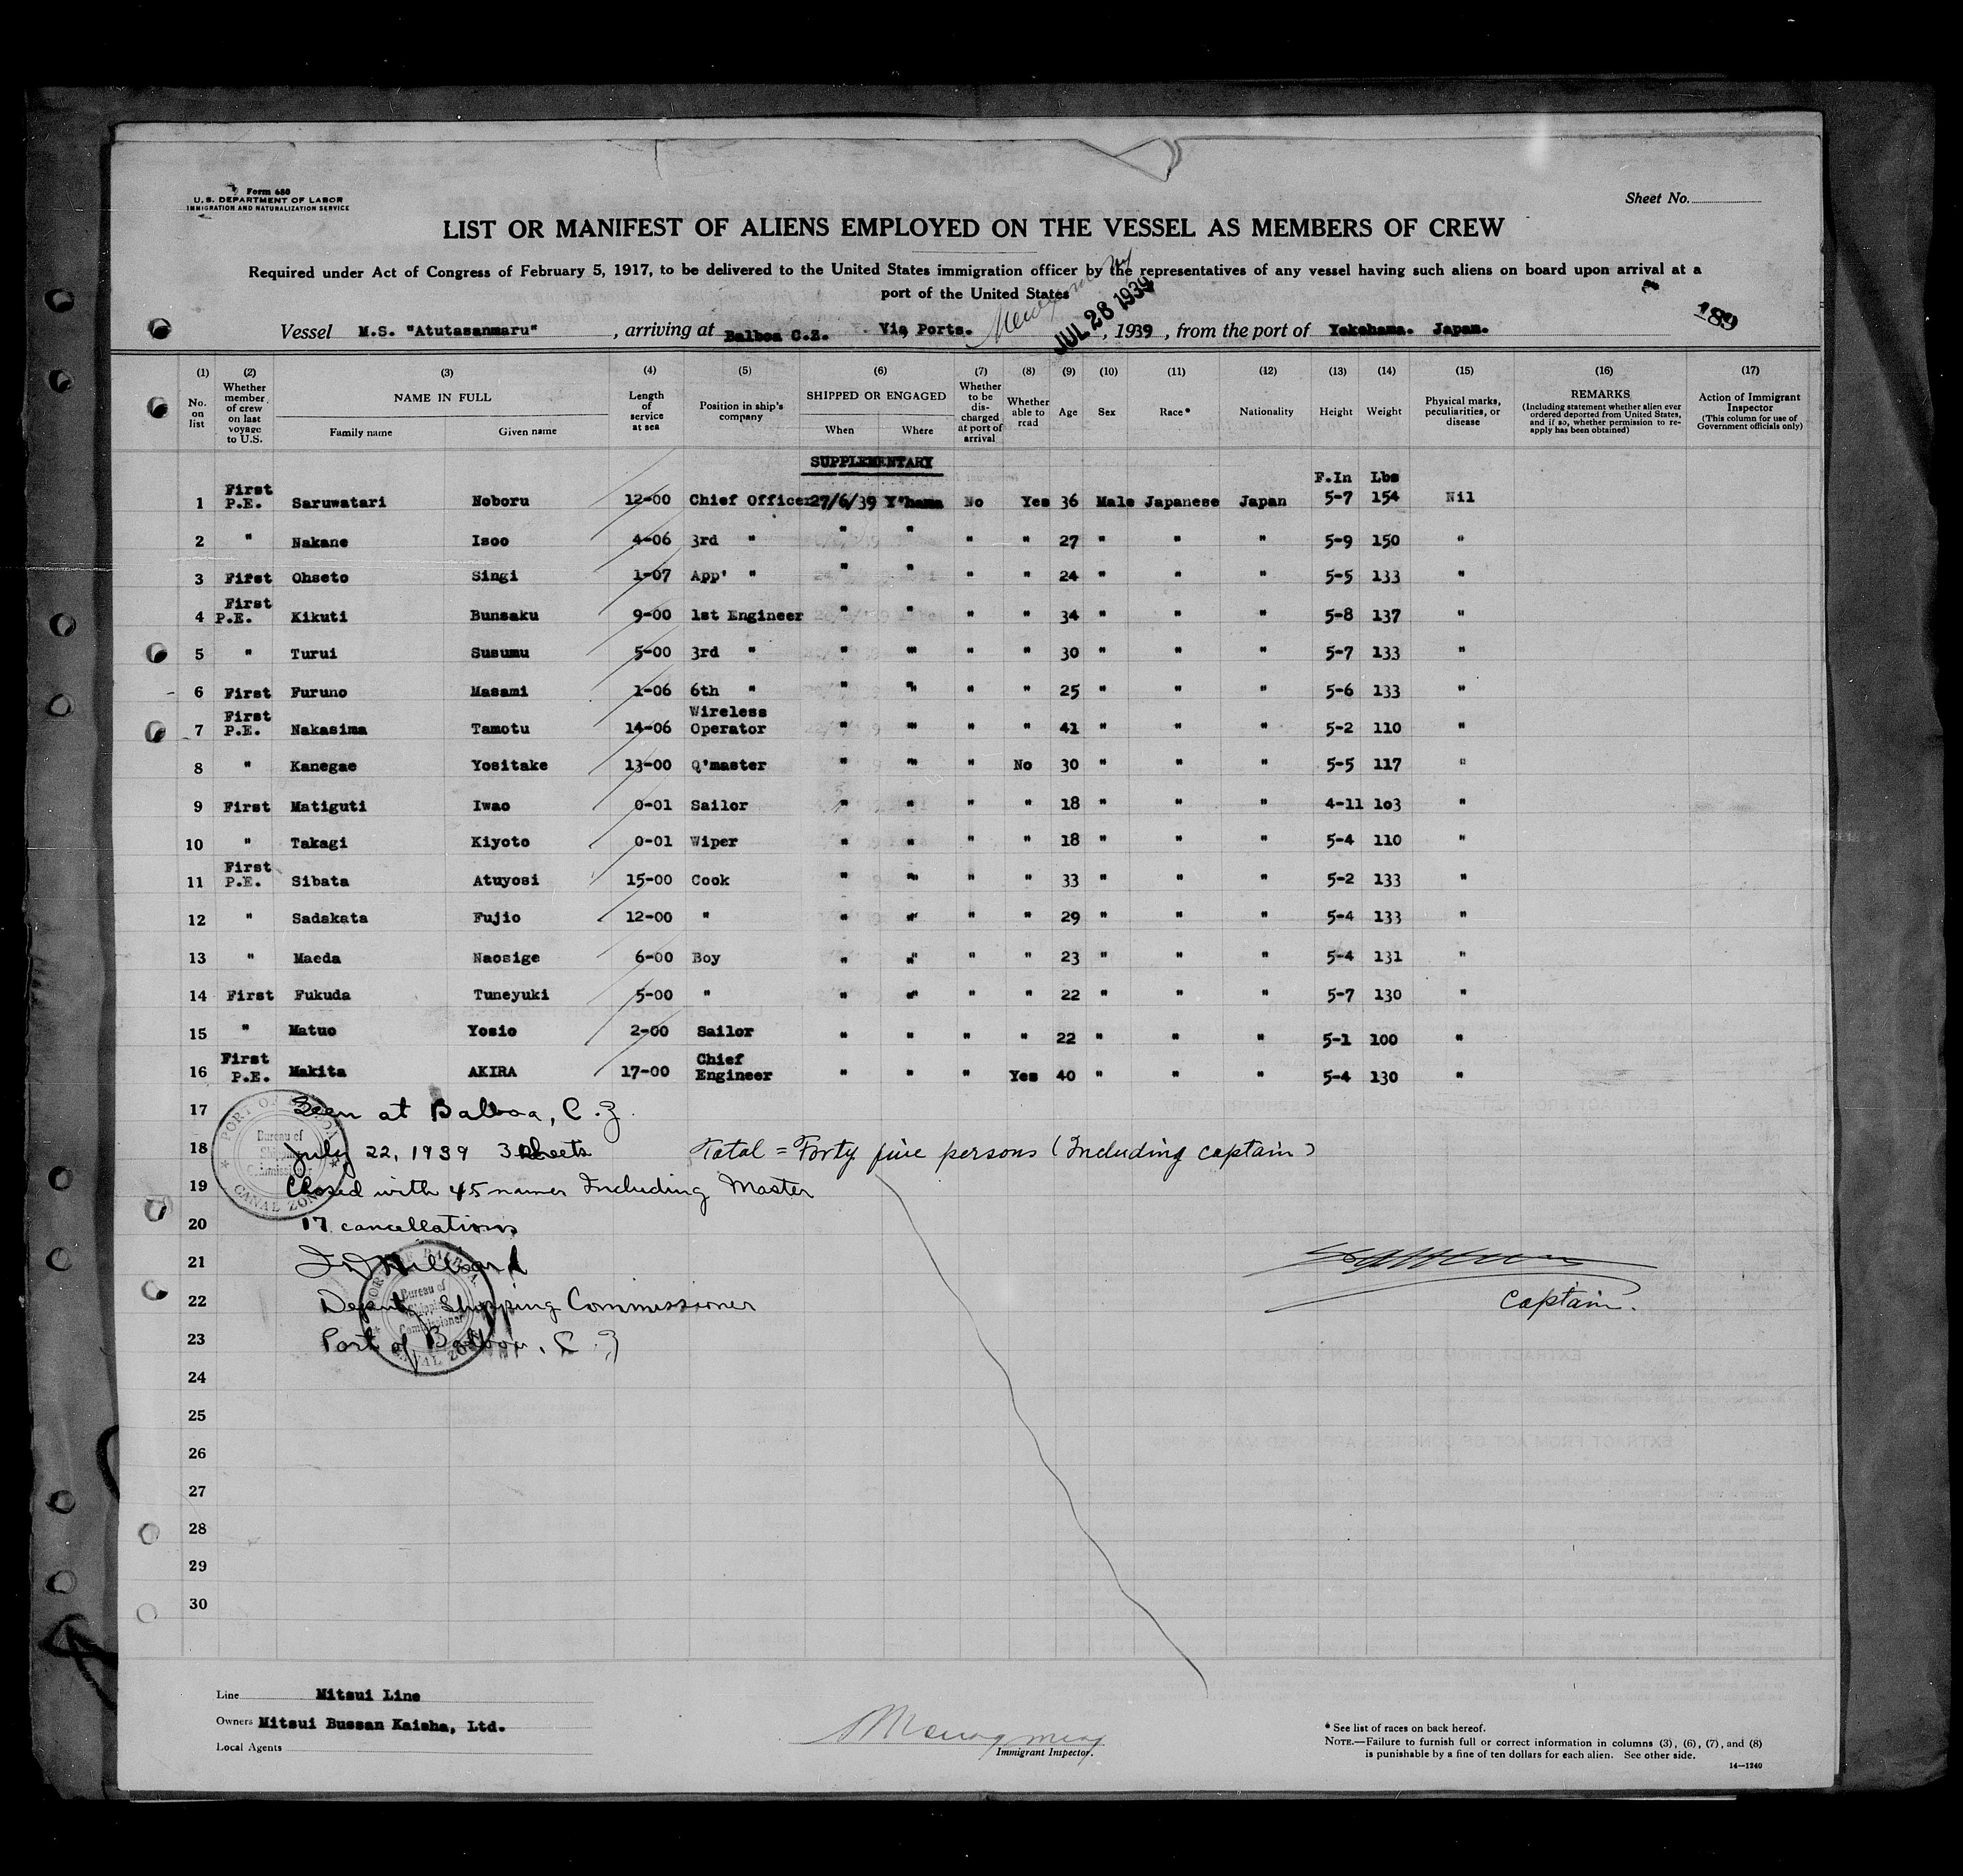 Form 680
U. S. DEPARTMENT OF LABOR
IMMIGRATION AND NATURALIZATION SERVICE
Sheet No.
LIST OR MANIFEST OF ALIENS EMPLOYED ON THE VESSEL AS MEMBERS OF CREW
Required under Act of Congress of February 5, 1917, to be delivered to the United States immigration officer by the representatives of any vessel having such aliens on board upon arrival at a
port of the United States
189
Vessel M.S. "Atutasanmaru" , arriving at Balboa C.Z. Via Ports. JUL 28 1939 , 1939 , from the port of Yokohama. Japan.
(1) (2) (3) (4) (5) (6) (7) (8) (9) (10) (11) (12) (13) (14) (15) (16) (17)
No. on list Whether member of crew on last voyage to U.S. NAME IN FULL Family name Given name Length of service at sea Position in ship's company SHIPPED OR ENGAGED When Where Whether to be discharged at port of arrival Whether able to read Age Sex Race* Nationality Height Weight Physical marks, peculiarities, or disease REMARKS (Including statement whether alien ever ordered deported from United States, and if so, whether permission to re-apply has been obtained) Action of Immigrant Inspector (This column for use of Government officials only)
SUPPLEMENTARY
F.In Lbs
1 First P.E. Saruwatari Noboru 12-00 Chief Officer 27/6/39 Y'hama No Yes 36 Male Japanese Japan 5-7 154 Nil
2 " Nakane Isoo 4-06 3rd " " " " " 27 " " " 5-9 150 "
3 First Ohseto Singi 1-07 App' " " " " " 24 " " " 5-5 133 "
4 First P.E. Kikuti Bunsaku 9-00 1st Engineer " " " " 34 " " " 5-8 137 "
5 " Turui Susumu 5-00 3rd " " " " " 30 " " " 5-7 133 "
6 First Furuno Masami 1-06 6th " " " " " 25 " " " 5-6 133 "
7 First P.E. Nakasima Tamotu 14-06 Wireless Operator " " " " 41 " " " 5-2 110 "
8 " Kanegae Yositake 13-00 Q'master " " " No 30 " " " 5-5 117 "
9 First Matiguti Iwao 0-01 Sailor " " " " 18 " " " 4-11 103 "
10 " Takagi Kiyoto 0-01 Wiper " " " " 18 " " " 5-4 110 "
11 First P.E. Sibata Atuyosi 15-00 Cook " " " " 33 " " " 5-2 133 "
12 " Sadakata Fujio 12-00 " " " " " 29 " " " 5-4 133 "
13 " Maeda Naosige 6-00 Boy " " " " 23 " " " 5-4 131 "
14 First Fukuda Tuneyuki 5-00 " " " " " 22 " " " 5-7 130 "
15 " Matuo Yosio 2-00 Sailor " " " " 22 " " " 5-1 100 "
16 First P.E. Makita AKIRA 17-00 Chief Engineer " " " Yes 40 " " " 5-4 130 "
17 Seen at Balboa, C.Z.
18 July 22, 1939 3 sheets Total = Forty five persons (Including captain)
19 Closed with 45 names Including Master
20 17 cancellations
21
22 Deputy Shipping Commissioner Captain.
23 Port of Balboa, C.Z
24
25
26
27
28
29
30
PORT OF BALBOA
Bureau of Shipping Commissioner
CANAL ZONE
PORT OF BALBOA
Bureau of Shipping Commissioner
CANAL ZONE
Line Mitsui Line
Owners Mitsui Bussan Kaisha, Ltd.
Local Agents
Immigrant Inspector.
* See list of races on back hereof.
NOTE.—Failure to furnish full or correct information in columns (3), (6), (7), and (8)
is punishable by a fine of ten dollars for each alien. See other side.
14—1240